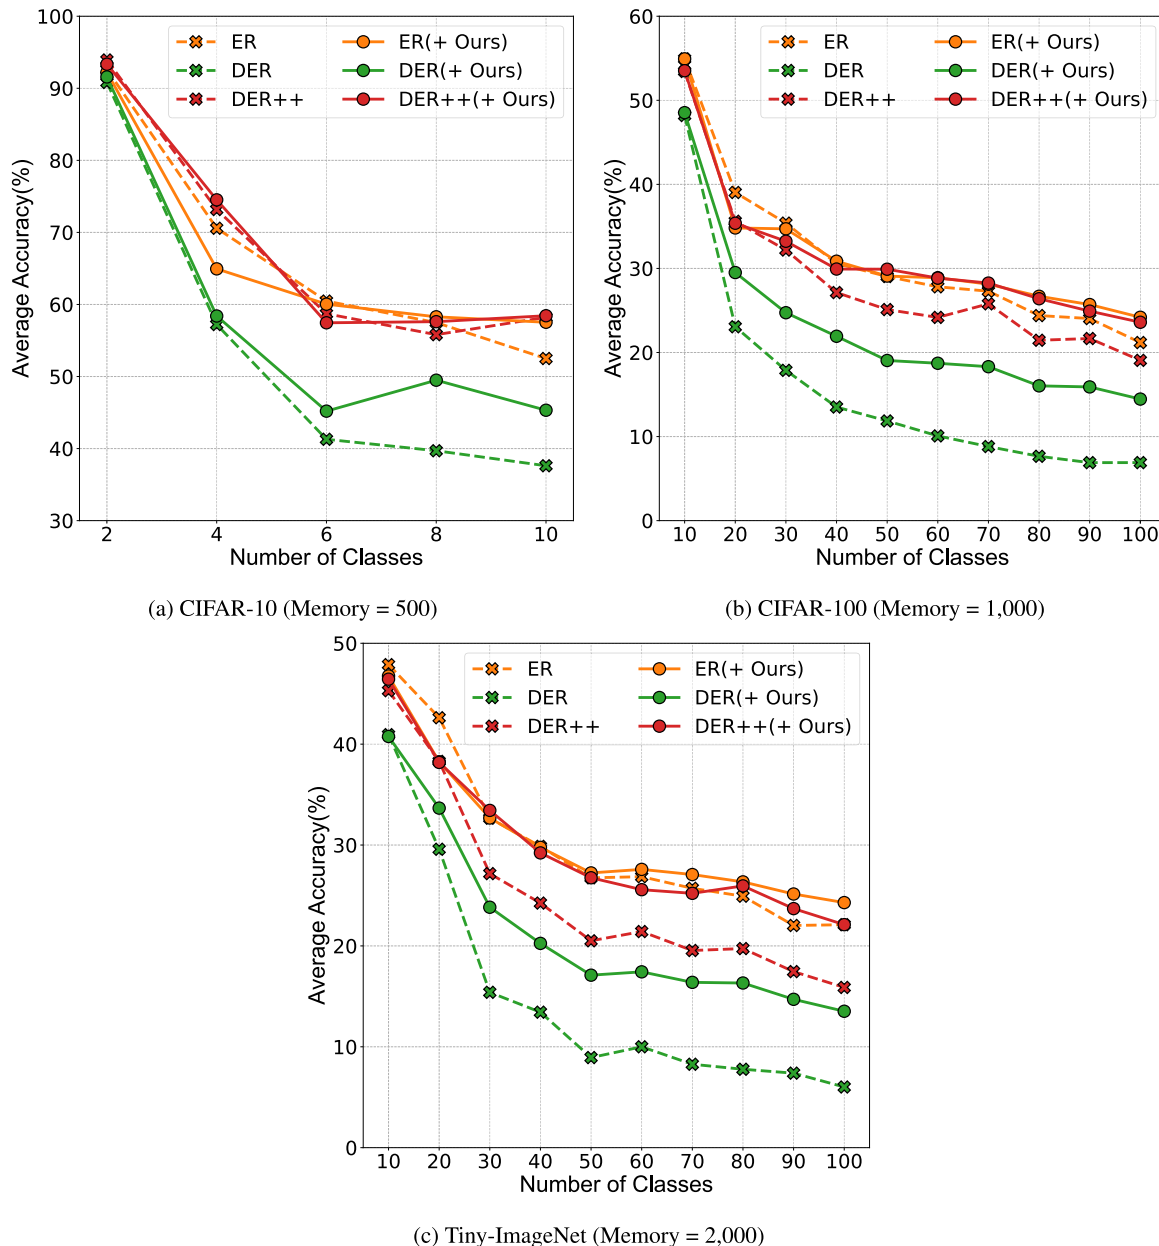 100
90
80
70
60
50
40
30
Average Accuracy(%)
ER
DER
DER++
ER(+ Ours)
DER(+ Ours)
DER++(+ Ours)
2 4 6 8 10
Number of Classes
(a) CIFAR-10 (Memory = 500)
60
50
40
30
20
10
0
Average Accuracy(%)
ER
DER
DER++
ER(+ Ours)
DER(+ Ours)
DER++(+ Ours)
10 20 30 40 50 60 70 80 90 100
Number of Classes
(b) CIFAR-100 (Memory = 1,000)
50
40
30
20
10
0
Average Accuracy(%)
ER
DER
DER++
ER(+ Ours)
DER(+ Ours)
DER++(+ Ours)
10 20 30 40 50 60 70 80 90 100
Number of Classes
(c) Tiny-ImageNet (Memory = 2,000)